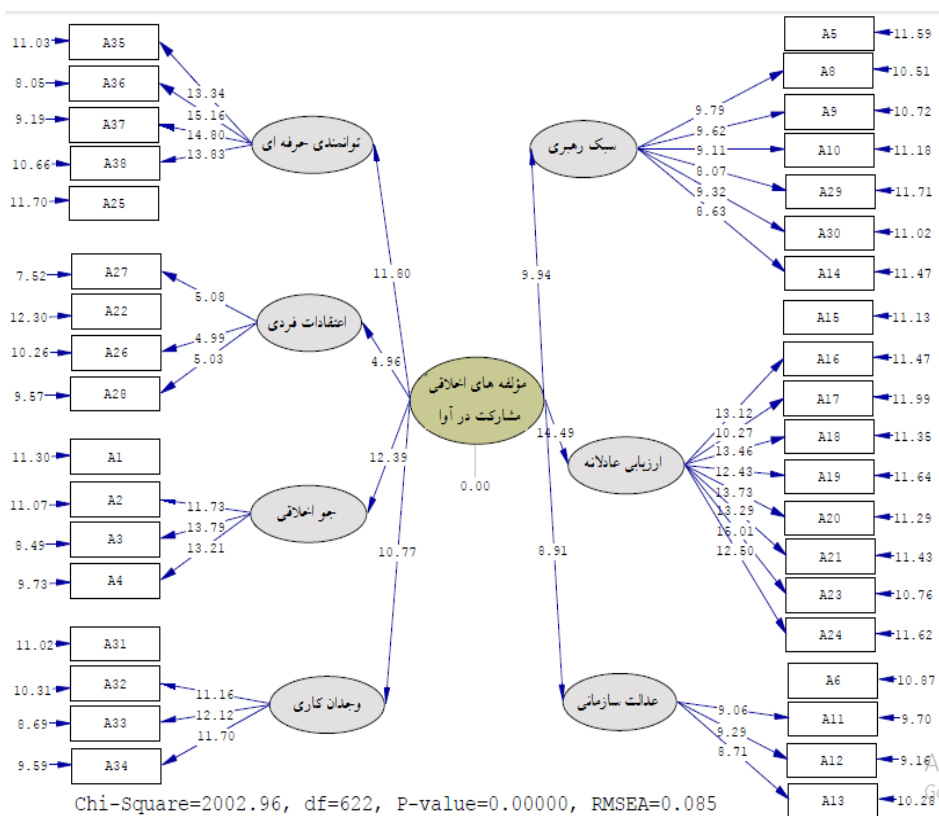 11.03
A35
8.05
A36
9.19
A37
10.66
A38
11.70
A25
13.34
15.16
14.80
13.83
توانمندی حرفه ای
11.80
7.52
A27
12.30
A22
10.26
A26
9.57
A28
5.08
4.99
5.03
اعتقادات فردی
4.96
11.30
A1
11.07
A2
8.49
A3
9.73
A4
11.73
13.79
13.21
جو اخلاقی
12.39
11.02
A31
10.31
A32
8.69
A33
9.59
A34
11.16
12.12
11.70
وجدان کاری
10.77
مؤلفه های اخلاقی
مشارکت در آوا
0.00
9.94
سبک رهبری
9.79
9.62
9.11
8.07
9.32
8.63
A5
11.59
A8
10.51
A9
10.72
A10
11.18
A29
11.71
A30
11.02
A14
11.47
14.49
ارزیابی عادلانه
13.12
10.27
13.46
12.43
13.73
13.29
15.01
12.50
A15
11.13
A16
11.47
A17
11.99
A18
11.35
A19
11.64
A20
11.29
A21
11.43
A23
10.76
A24
11.62
8.91
عدالت سازمانی
9.06
9.29
8.71
A6
10.87
A11
9.70
A12
9.16
A13
10.28
Chi-Square=2002.96, df=622, P-value=0.00000, RMSEA=0.085